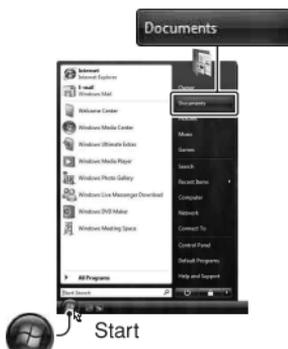 Documents
Internet
Internet Explorer
E-mail
Windows Mail
Welcome Center
Windows Media Center
Windows Ultimate Extras
Windows Media Player
Windows Photo Gallery
Windows Live Messenger Download
Windows DVD Maker
Windows Meeting Space
All Programs
Start Search
Owner
Documents
Pictures
Music
Games
Search
Recent Items
Computer
Network
Connect To
Control Panel
Default Programs
Help and Support
Start